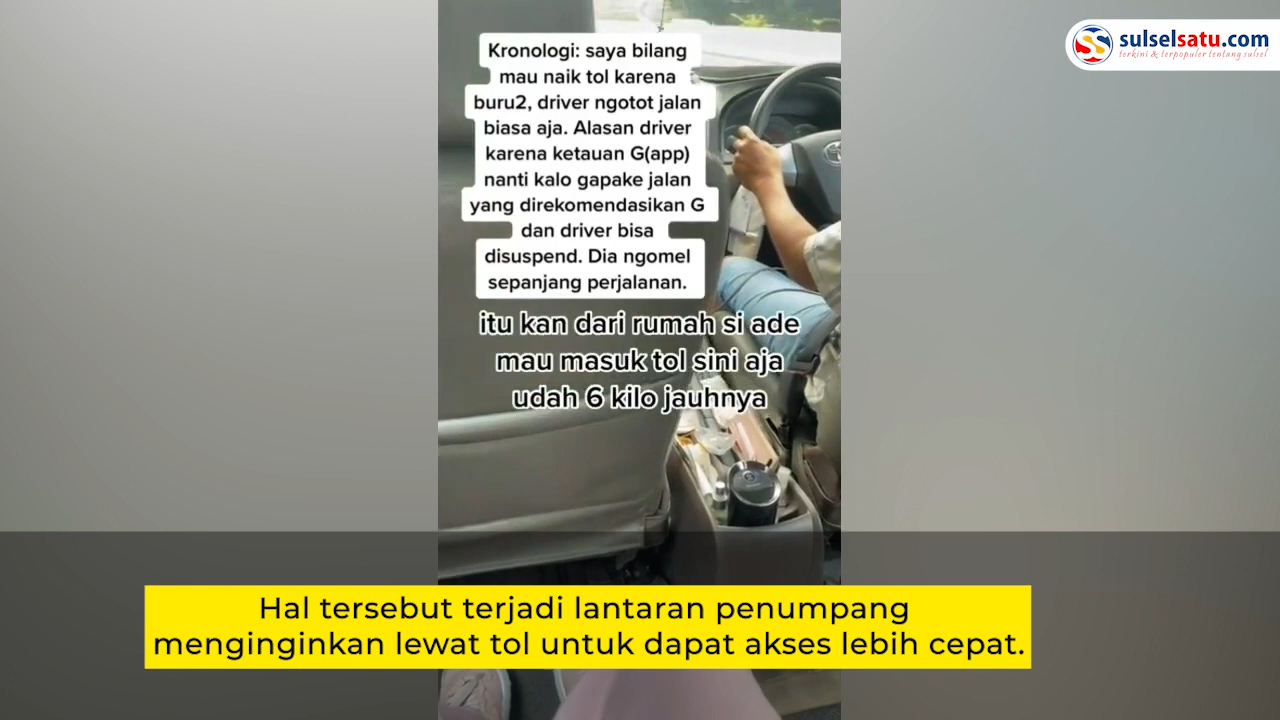 sulselsatu.com
terkini & terpopuler tentang sulsel
Kronologi: saya bilang
mau naik tol karena
buru2, driver ngotot jalan
biasa aja. Alasan driver
karena ketauan G(app)
nanti kalo gapake jalan
yang direkomendasikan G
dan driver bisa
disuspend. Dia ngomel
sepanjang perjalanan.
itu kan dari rumah si ade
mau masuk tol sini aja
udah 6 kilo jauhnya
Hal tersebut terjadi lantaran penumpang
menginginkan lewat tol untuk dapat akses lebih cepat.